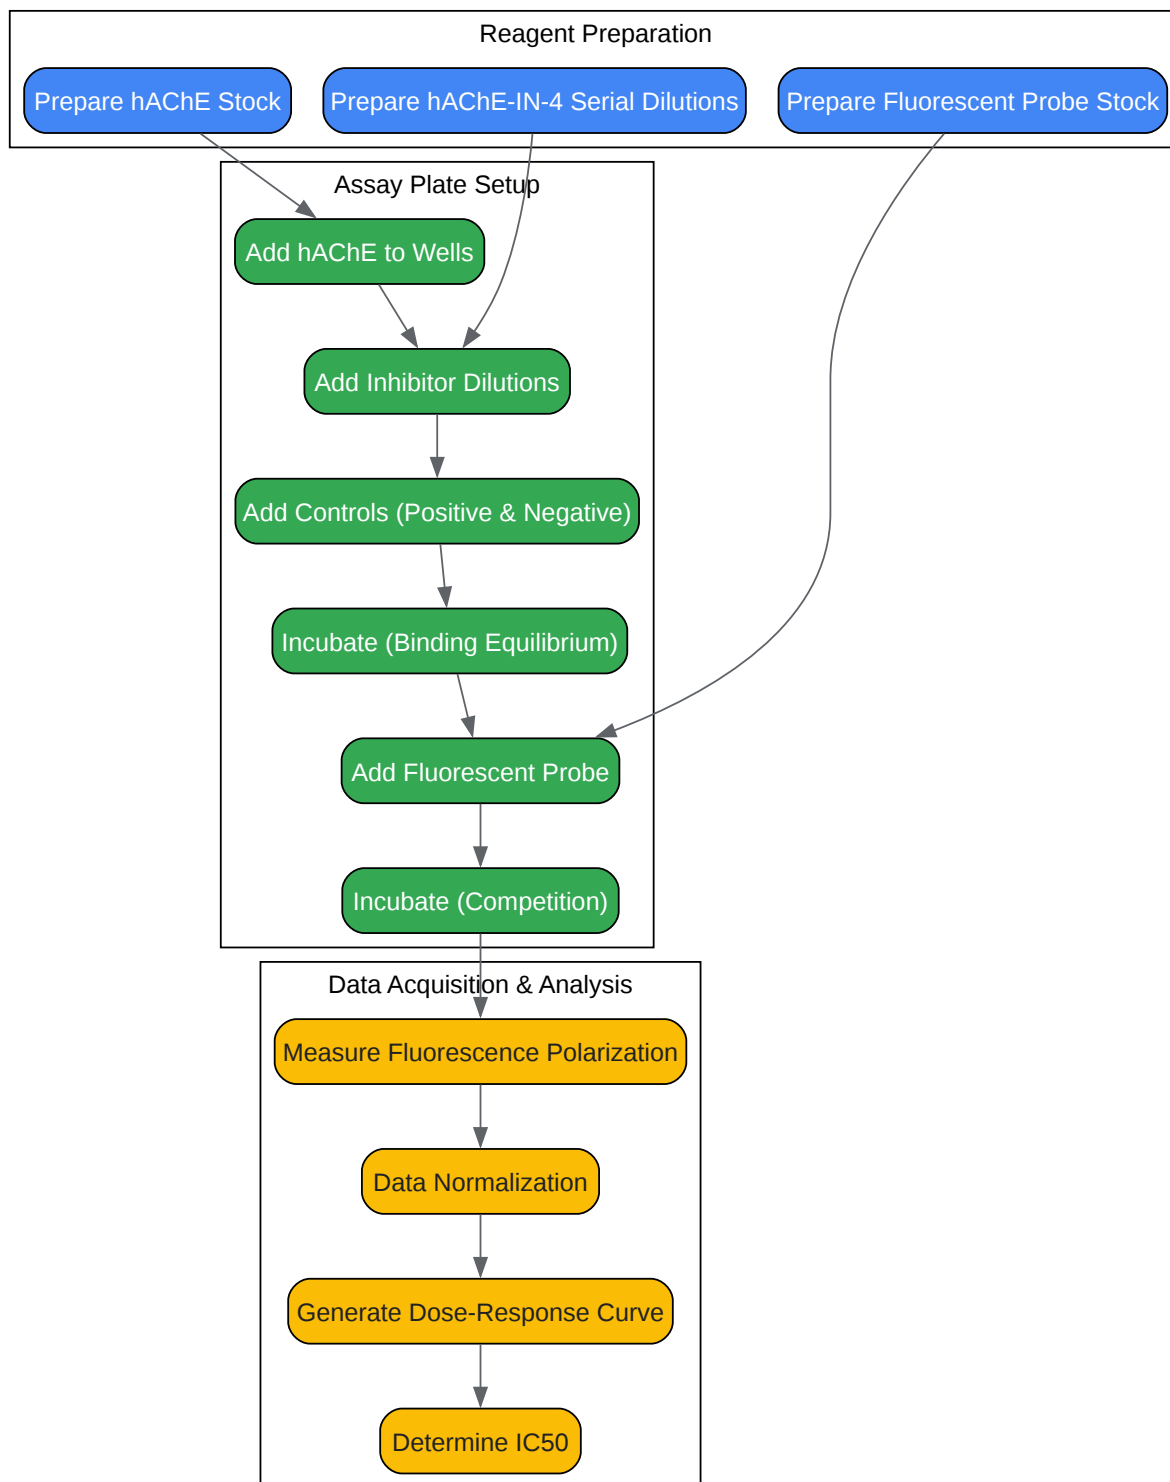 Reagent Preparation
Prepare hAChE Stock
Prepare hAChE-IN-4 Serial Dilutions
Prepare Fluorescent Probe Stock
Assay Plate Setup
Add hAChE to Wells
Add Inhibitor Dilutions
Add Controls (Positive & Negative)
Incubate (Binding Equilibrium)
Add Fluorescent Probe
Incubate (Competition)
Data Acquisition & Analysis
Measure Fluorescence Polarization
Data Normalization
Generate Dose-Response Curve
Determine IC50